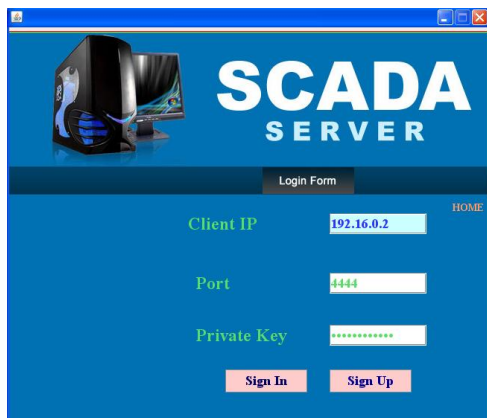 SCADA
SERVER
Login Form
HOME
Client IP 192.16.0.2
Port 4444
Private Key ••••••••••••
Sign In Sign Up